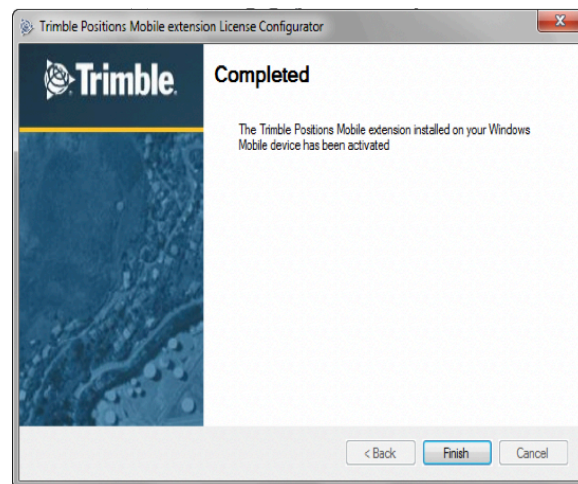 Trimble Positions Mobile extension License Configurator
x
Trimble.
Completed
The Trimble Positions Mobile extension installed on your Windows
Mobile device has been activated
< Back
Finish
Cancel